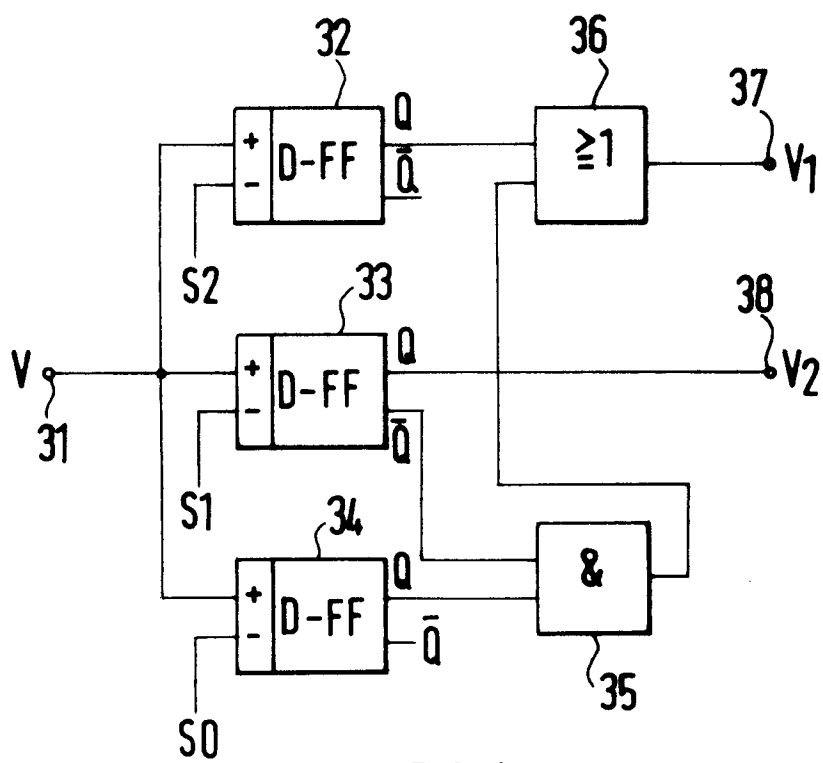 32
36
37
Q
+
D-FF
Q̅
-
≧1
V1
S2
33
38
Q
V
+
D-FF
V2
-
Q̅
31
S1
34
Q
&
+
D-FF
-
Q̅
35
S0